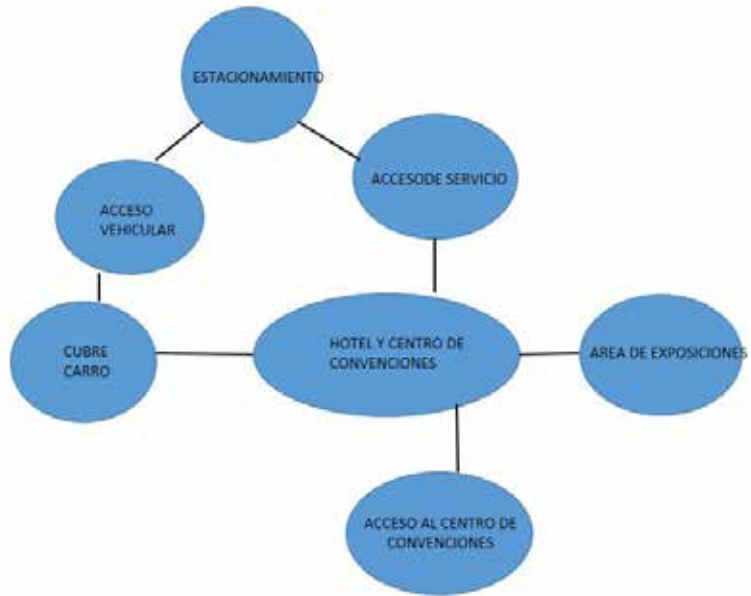 ESTACIONAMIENTO
ACCESODE SERVICIO
ACCESO
VEHICULAR
CUBRE
CARRO
HOTEL Y CENTRO DE
CONVENCIONES
AREA DE EXPOSICIONES
ACCESO AL CENTRO DE
CONVENCIONES